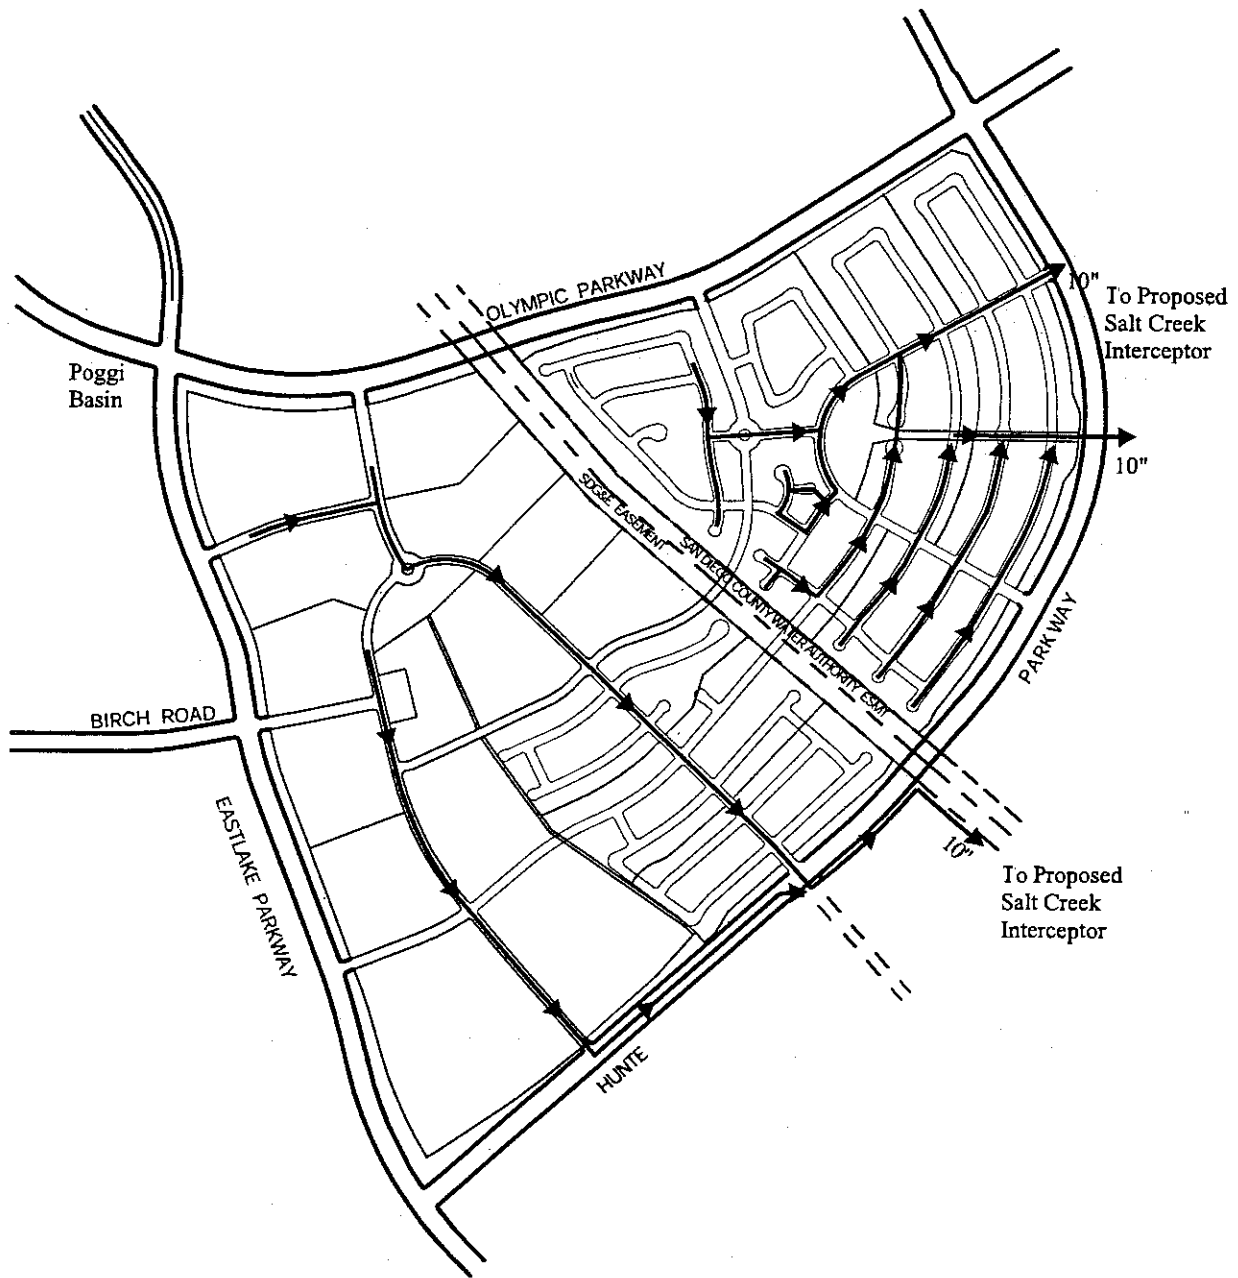 OLYMPIC PARKWAY
10"
To Proposed
Salt Creek
Interceptor
Poggi
Basin
10"
SDG&E EASEMENT
SAN DIEGO COUNTY WATER AUTHORITY ESMT
PARKWAY
BIRCH ROAD
EASTLAKE PARKWAY
10"
To Proposed
Salt Creek
Interceptor
HUNTE